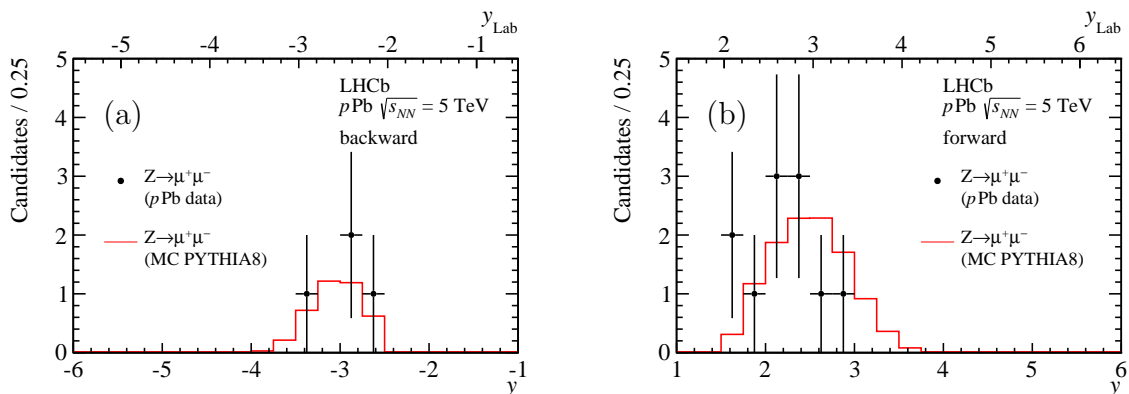 y_Lab
-5 -4 -3 -2 -1
5
4
3
2
1
0
Candidates / 0.25
(a)
LHCb
pPb √s_NN = 5 TeV
backward
Z→μ⁺μ⁻
(pPb data)
Z→μ⁺μ⁻
(MC PYTHIA8)
-6 -5 -4 -3 -2 -1
y
y_Lab
2 3 4 5 6
5
4
3
2
1
0
Candidates / 0.25
(b)
LHCb
pPb √s_NN = 5 TeV
forward
Z→μ⁺μ⁻
(pPb data)
Z→μ⁺μ⁻
(MC PYTHIA8)
1 2 3 4 5 6
y